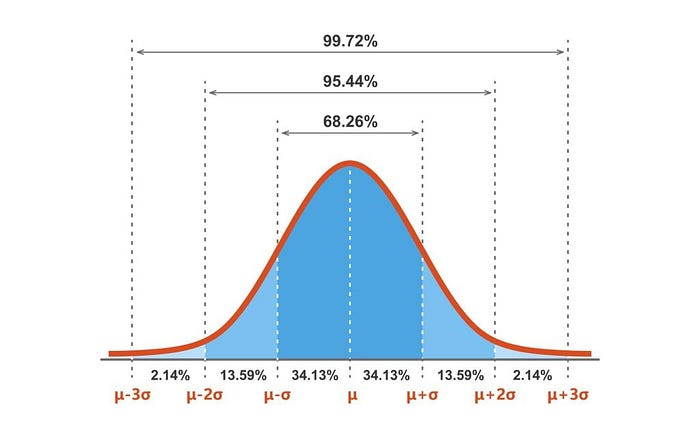 99.72%
95.44%
68.26%
2.14% 13.59% 34.13% 34.13% 13.59% 2.14%
μ-3σ μ-2σ μ-σ μ μ+σ μ+2σ μ+3σ